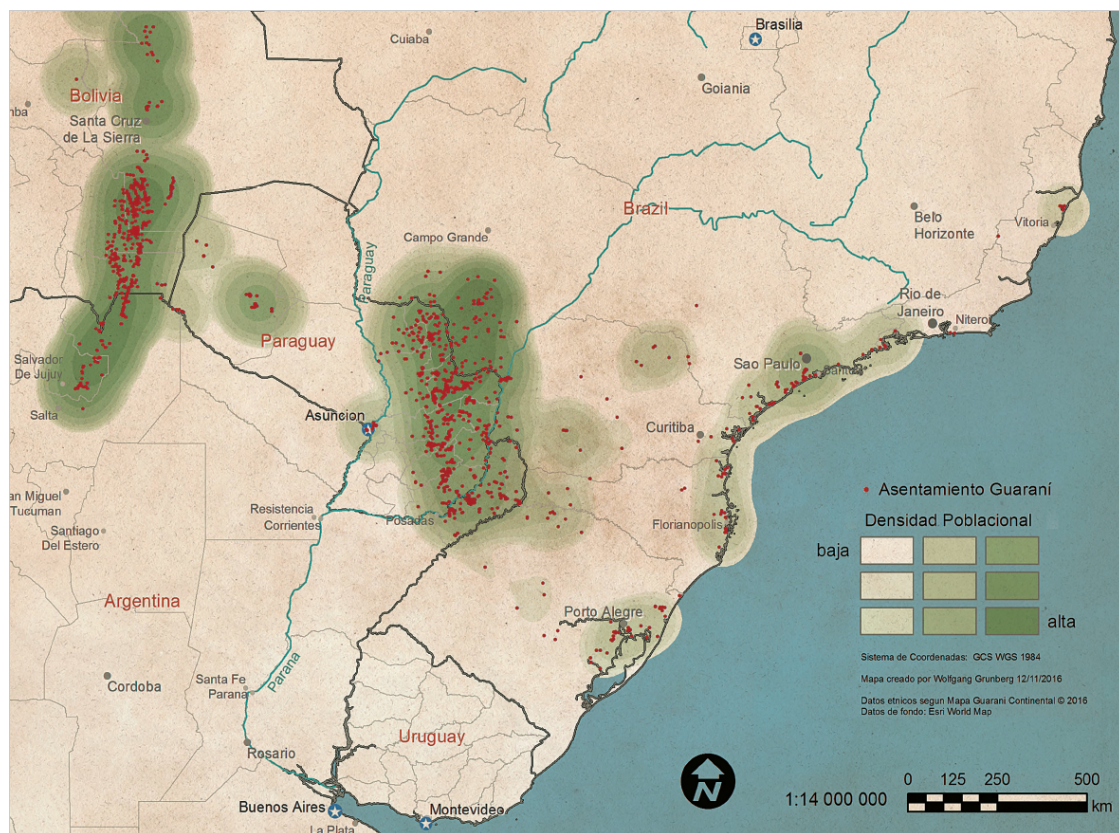 Brasilia
Cuiaba
Goiania
Bolivia
mba
Santa Cruz
de La Sierra
Brazil
Belo
Horizonte
Vitoria
Campo Grande
Paraguay
Rio de
Janeiro
Niteroi
Paraguay
Salvador
De Jujuy
Sao Paulo
Santos
Salta
Asuncion
Curitiba
an Miguel
Tucuman
Resistencia
Corrientes
Posadas
Santiago
Del Estero
Florianopolis
Asentamiento Guaraní
Densidad Poblacional
baja
alta
Argentina
Porto Alegre
Cordoba
Santa Fe
Parana
Parana
Uruguay
Rosario
Buenos Aires
Montevideo
La Plata
Sistema de Coordenadas: GCS WGS 1984
Mapa creado por Wolfgang Grunberg 12/11/2016
Datos etnicos segun Mapa Guarani Continental © 2016
Datos de fondo: Esri World Map
N
1:14 000 000
0 125 250 500
km